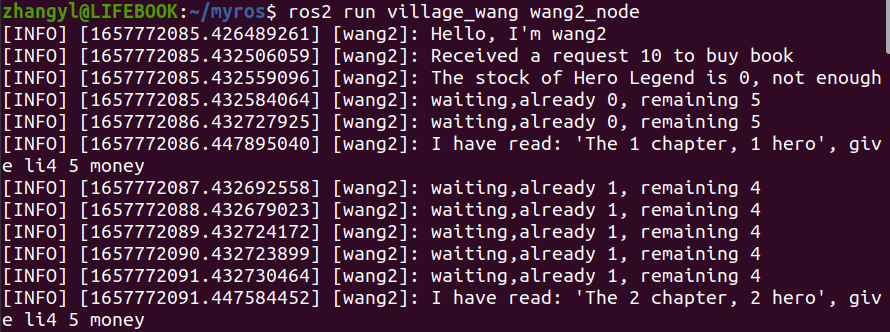 zhangyl@LIFEBOOK:~/myros$ ros2 run village_wang wang2_node
[INFO] [1657772085.426489261] [wang2]: Hello, I'm wang2
[INFO] [1657772085.432506059] [wang2]: Received a request 10 to buy book
[INFO] [1657772085.432559096] [wang2]: The stock of Hero Legend is 0, not enough
[INFO] [1657772085.432584064] [wang2]: waiting,already 0, remaining 5
[INFO] [1657772086.432727925] [wang2]: waiting,already 0, remaining 5
[INFO] [1657772086.447895040] [wang2]: I have read: 'The 1 chapter, 1 hero', giv
e li4 5 money
[INFO] [1657772087.432692558] [wang2]: waiting,already 1, remaining 4
[INFO] [1657772088.432679023] [wang2]: waiting,already 1, remaining 4
[INFO] [1657772089.432724172] [wang2]: waiting,already 1, remaining 4
[INFO] [1657772090.432723899] [wang2]: waiting,already 1, remaining 4
[INFO] [1657772091.432730464] [wang2]: waiting,already 1, remaining 4
[INFO] [1657772091.447584452] [wang2]: I have read: 'The 2 chapter, 2 hero', giv
e li4 5 money